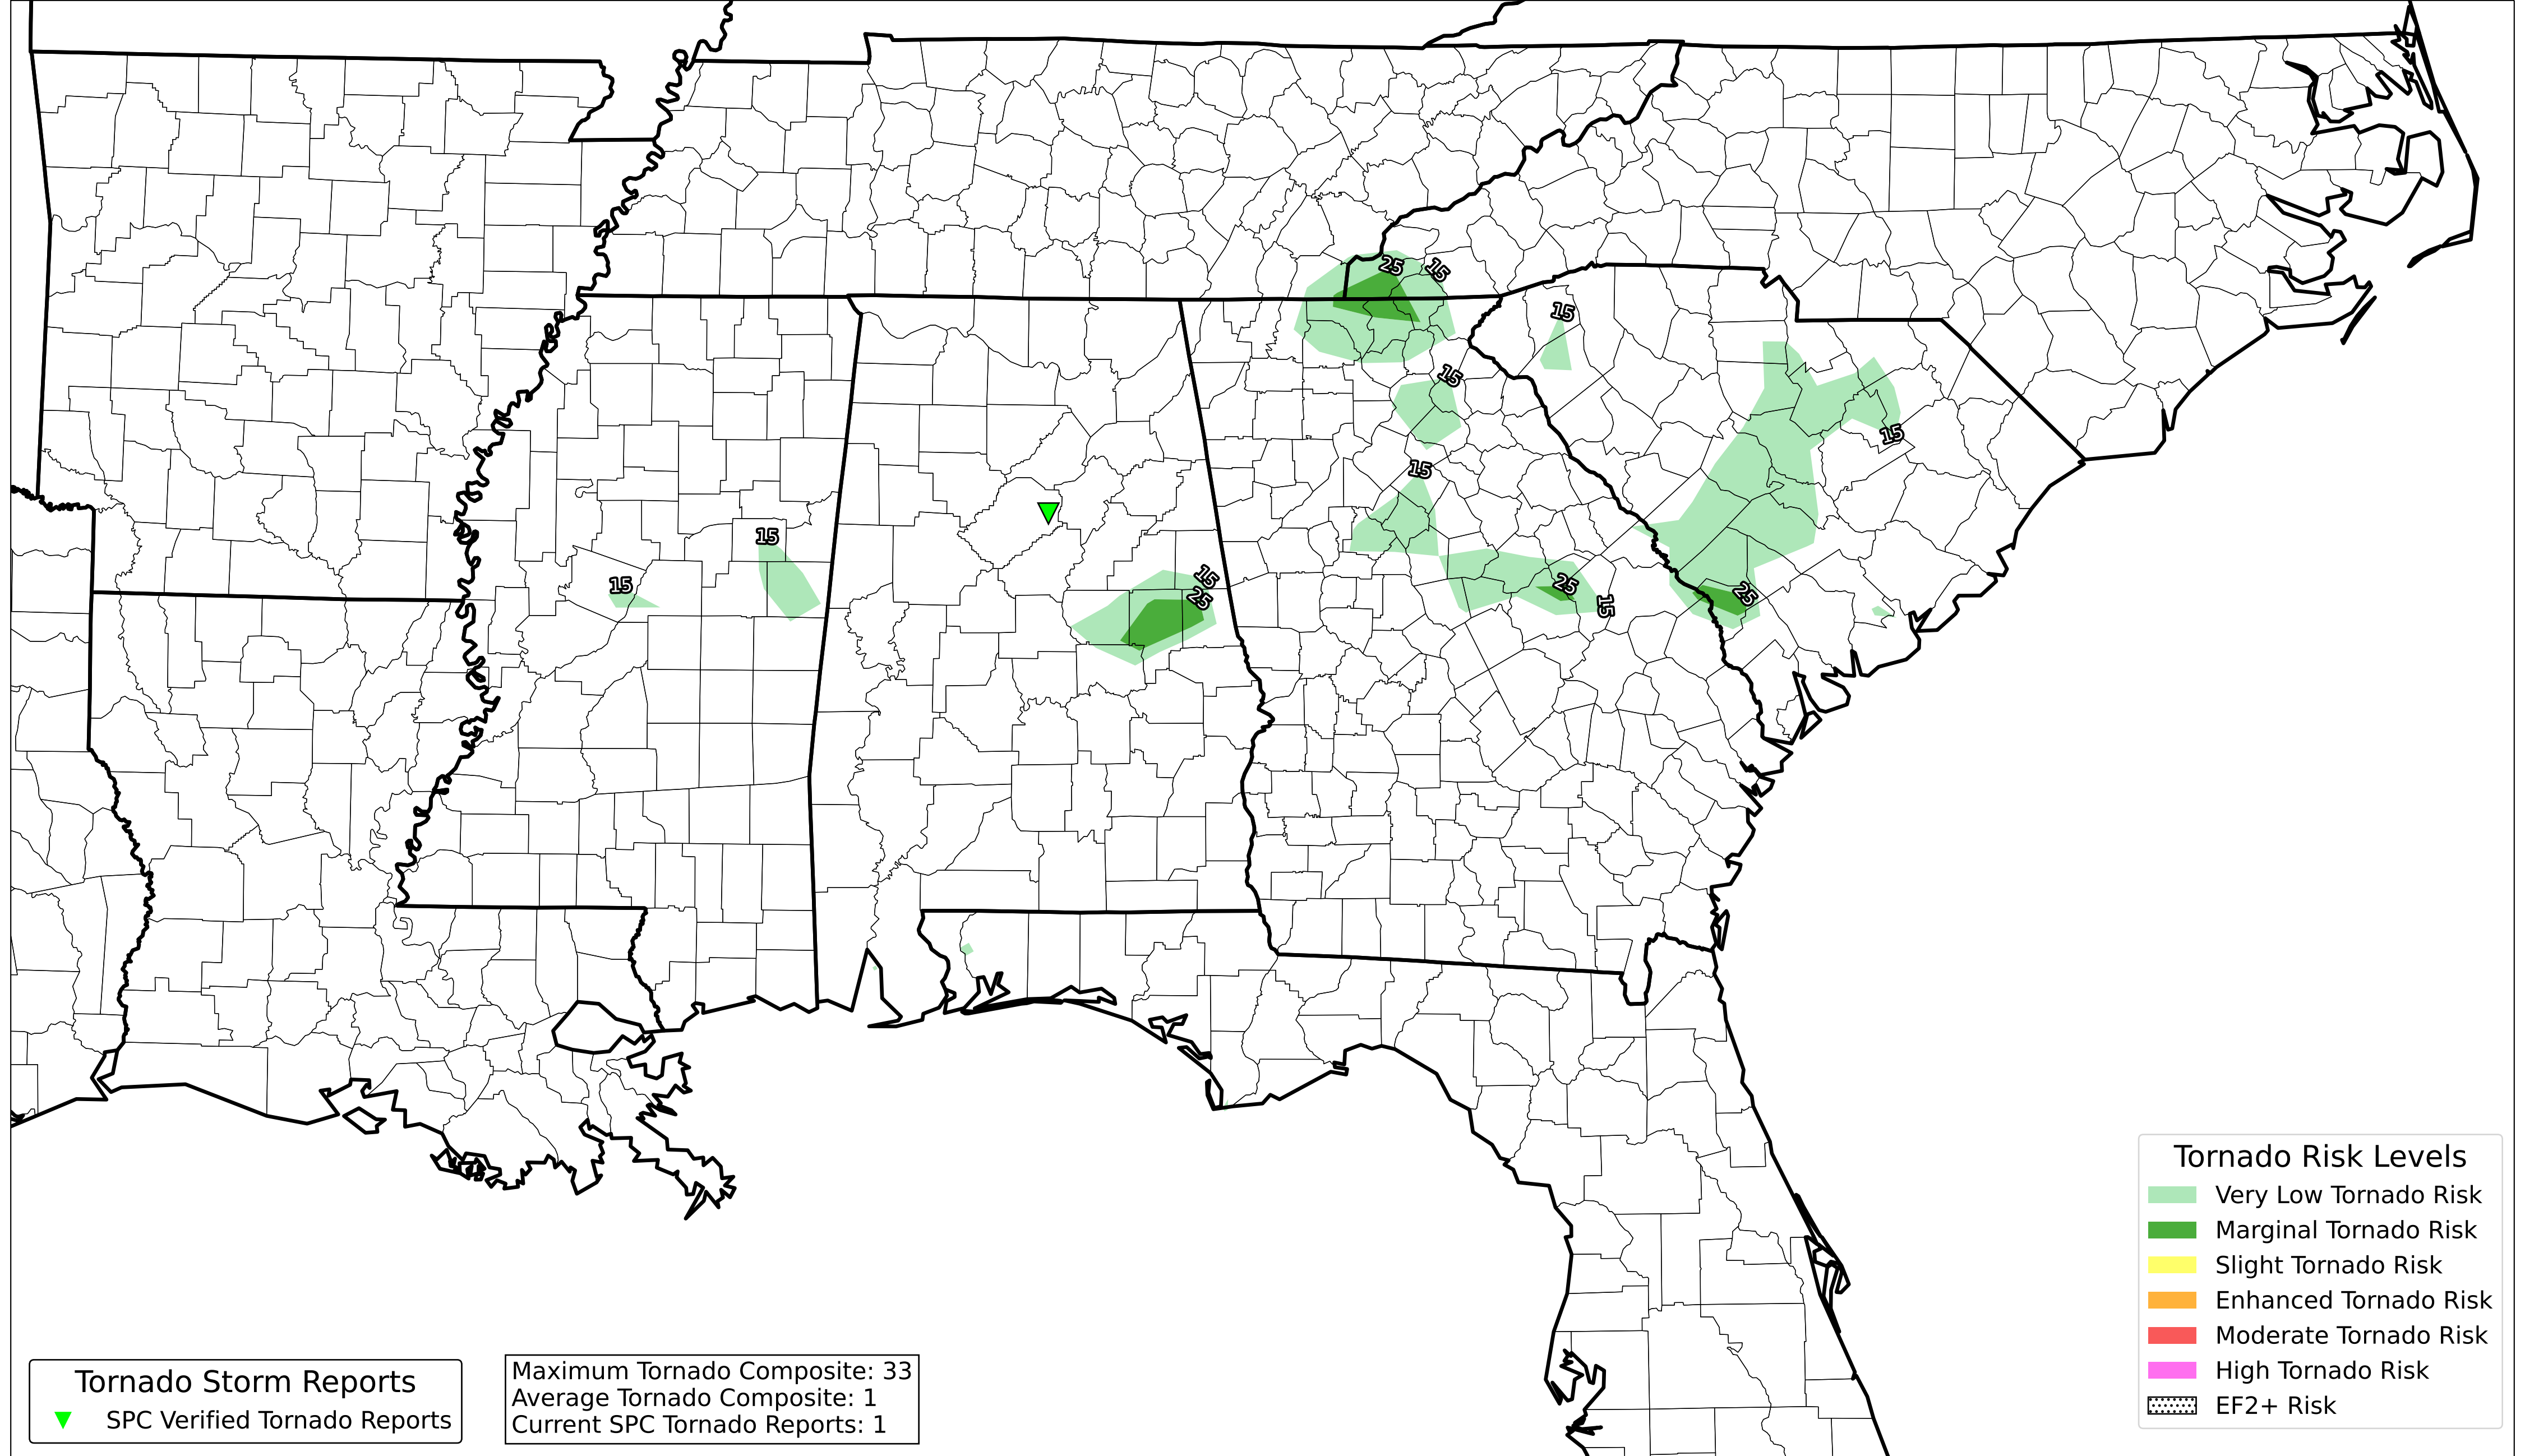 25
15
15
15
15
15
15
15
25
15
25
15
25
15
Tornado Risk Levels
Very Low Tornado Risk
Marginal Tornado Risk
Slight Tornado Risk
Enhanced Tornado Risk
Moderate Tornado Risk
High Tornado Risk
EF2+ Risk
Tornado Storm Reports
SPC Verified Tornado Reports
Maximum Tornado Composite: 33
Average Tornado Composite: 1
Current SPC Tornado Reports: 1